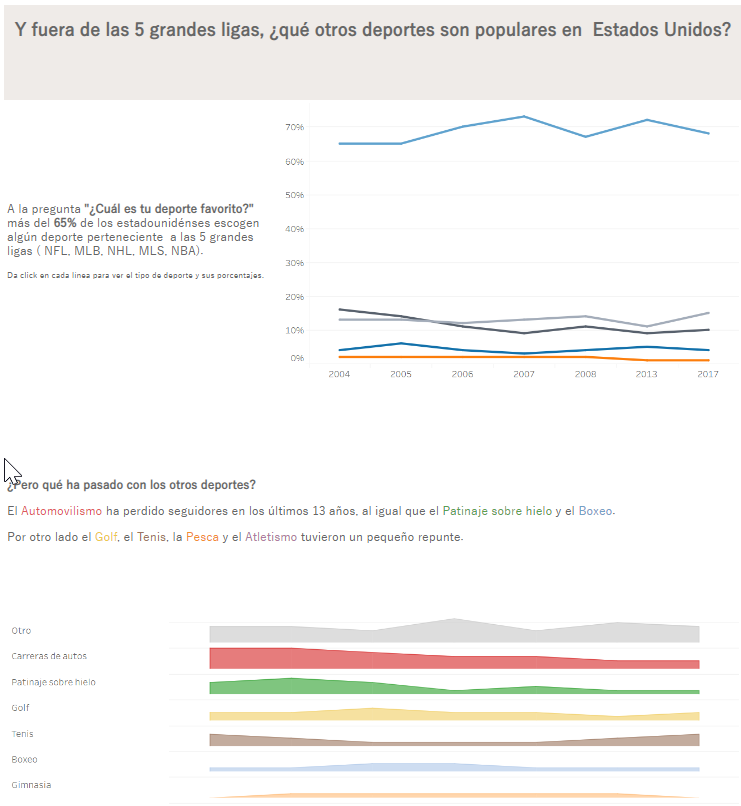 Y fuera de las 5 grandes ligas, ¿qué otros deportes son populares en Estados Unidos?
70%
60%
50%
40%
30%
20%
10%
0%
2004 2005 2006 2007 2008 2013 2017
A la pregunta "¿Cuál es tu deporte favorito?"
más del 65% de los estadounidénses escogen
algún deporte perteneciente a las 5 grandes
ligas ( NFL, MLB, NHL, MLS, NBA).
Da click en cada linea para ver el tipo de deporte y sus porcentajes.
¿Pero qué ha pasado con los otros deportes?
El Automovilismo ha perdido seguidores en los últimos 13 años, al igual que el Patinaje sobre hielo y el Boxeo.
Por otro lado el Golf, el Tenis, la Pesca y el Atletismo tuvieron un pequeño repunte.
Otro
Carreras de autos
Patinaje sobre hielo
Golf
Tenis
Boxeo
Gimnasia